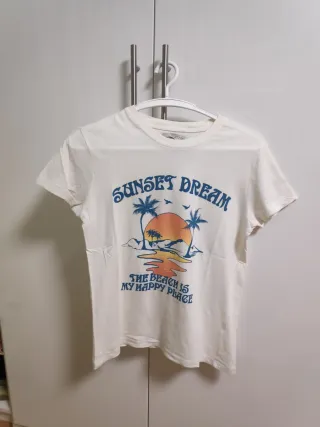 SUNSET DREAM
THE BEACH IS
MY HAPPY PLACE